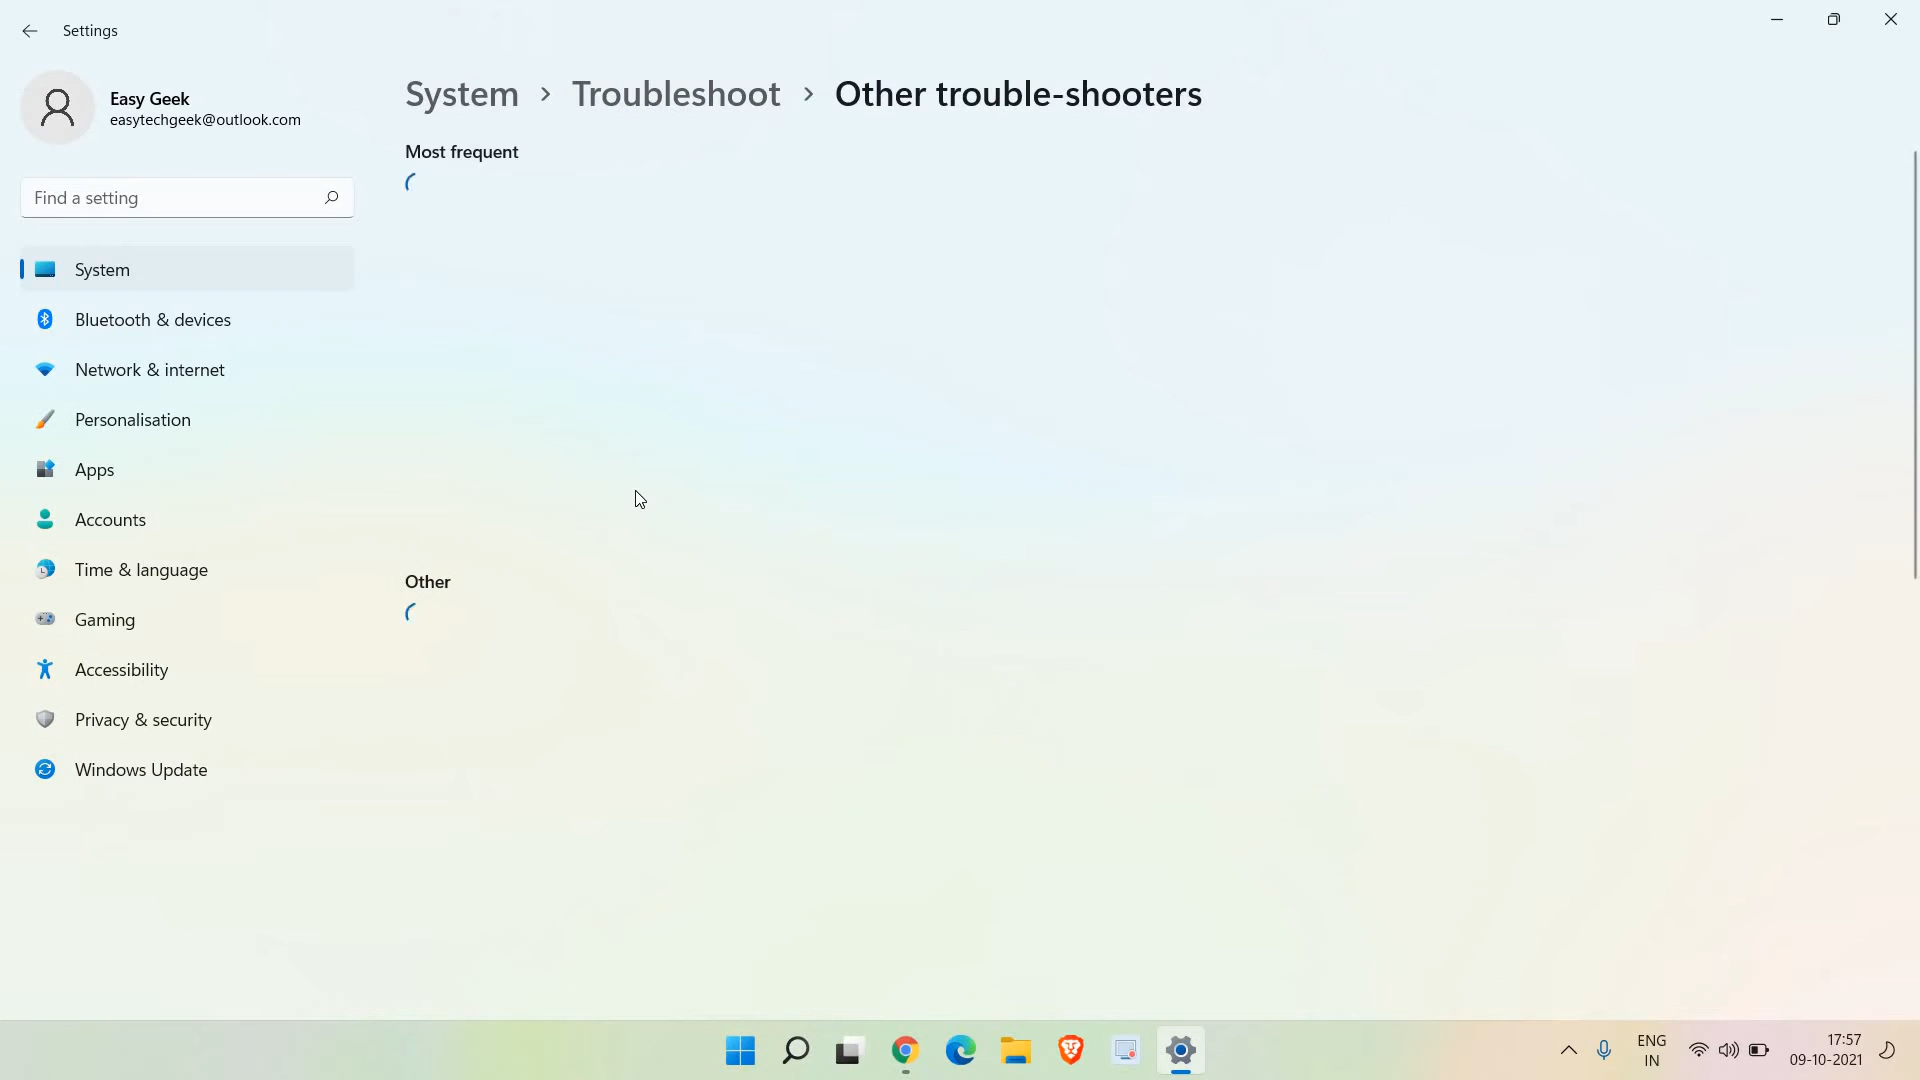 Settings
Easy Geek
easytechgeek@outlook.com
Find a setting
System
Bluetooth & devices
Network & internet
Personalisation
Apps
Accounts
Time & language
Gaming
Accessibility
Privacy & security
Windows Update
System > Troubleshoot > Other trouble-shooters
Most frequent
Other
ENG
IN
17:57
09-10-2021